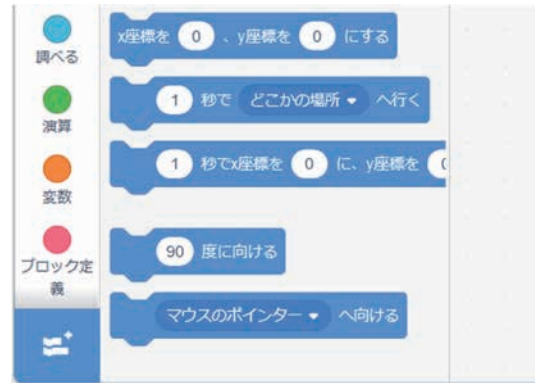 調べる
演算
変数
ブロック定
義
x座標を 0 、y座標を 0 にする
1 秒で どこかの場所 へ行く
1 秒でx座標を 0 に、y座標を
90 度に向ける
マウスのポインター へ向ける